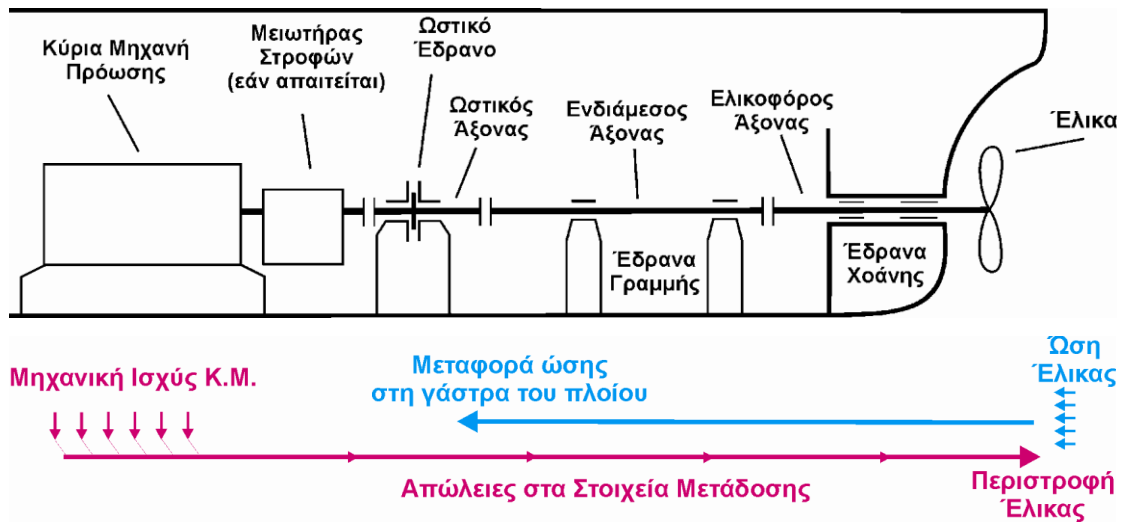 Κύρια Μηχανή
Πρόωσης
Μειωτήρας
Στροφών
(εάν απαιτείται)
Ωστικό
Έδρανο
Ωστικός
Άξονας
Ενδιάμεσος
Άξονας
Ελικοφόρος
Άξονας
Έλικα
Έδρανα
Γραμμής
Έδρανα
Χοάνης
Μηχανική Ισχύς Κ.Μ.
Μεταφορά ώσης
στη γάστρα του πλοίου
Ώση
Έλικας
Απώλειες στα Στοιχεία Μετάδοσης
Περιστροφή
Έλικας